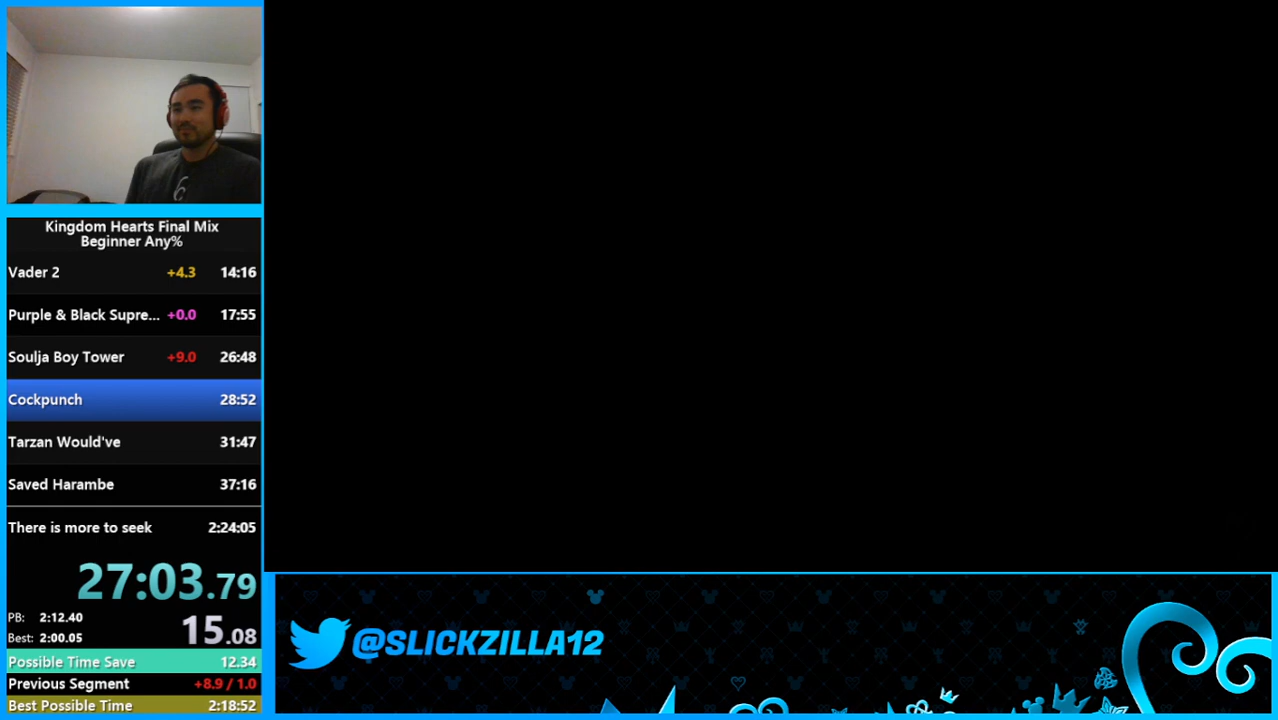 Kingdom Hearts Final Mix
Beginner Any%
Vader 2 +4.3 14:16
Purple & Black Supre... +0.0 17:55
Soulja Boy Tower +9.0 26:48
Cockpunch 28:52
Tarzan Would've 31:47
Saved Harambe 37:16
There is more to seek 2:24:05
27:03.79
PB: 2:12.40
Best: 2:00.05
15.08
Possible Time Save 12.34
Previous Segment +8.9 / 1.0
Best Possible Time 2:18:52
@SLICKZILLA12